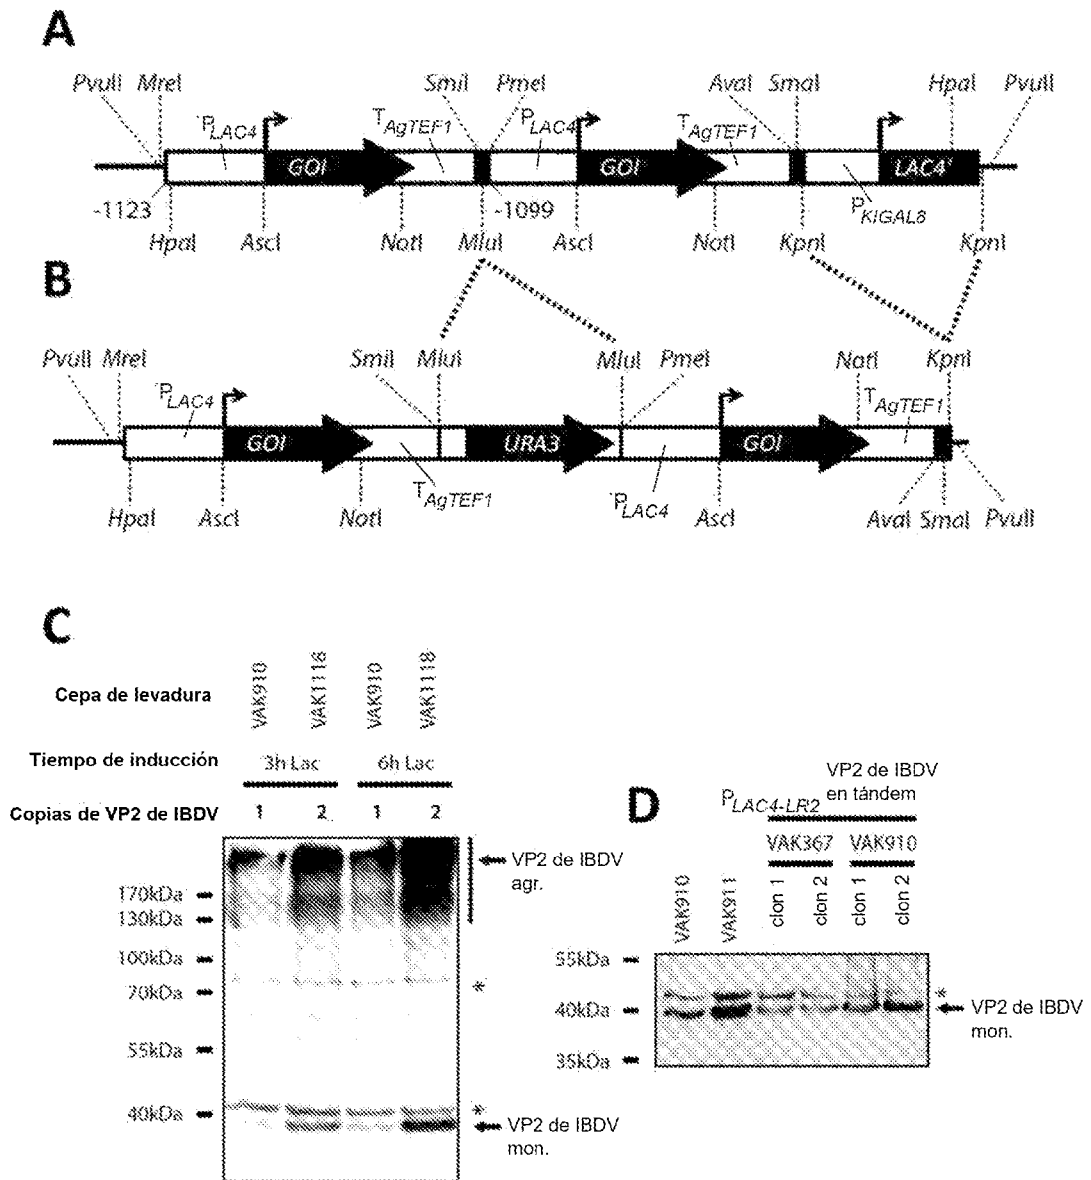 A
PvuII MreI SmiI PmeI AvaI SmaI HpaI PvuII
PLAC4 TAgTEF1 PLAC4 TAgTEF1
GOI GOI LAC4'
-1123 -1099 PKlGAL8
HpaI AscI NotI MluI AscI NotI KpnI KpnI
B
PvuII MreI SmiI MluI MluI PmeI NotI KpnI
PLAC4 TAgTEF1
GOI URA3 GOI
TAgTEF1 PLAC4
HpaI AscI NotI AscI AvaI SmaI PvuII
C
Cepa de levadura
VAK910 VAK1118 VAK910 VAK1118
Tiempo de inducción
3h Lac 6h Lac
Copias de VP2 de IBDV
1 2 1 2
VP2 de IBDV
agr.
170kDa
130kDa
100kDa
70kDa *
55kDa
40kDa *
VP2 de IBDV
mon.
D
VP2 de IBDV
en tándem
PLAC4-LR2
VAK367 VAK910
VAK910 VAK911 clon 1 clon 2 clon 1 clon 2
55kDa
*
40kDa
VP2 de IBDV
mon.
35kDa